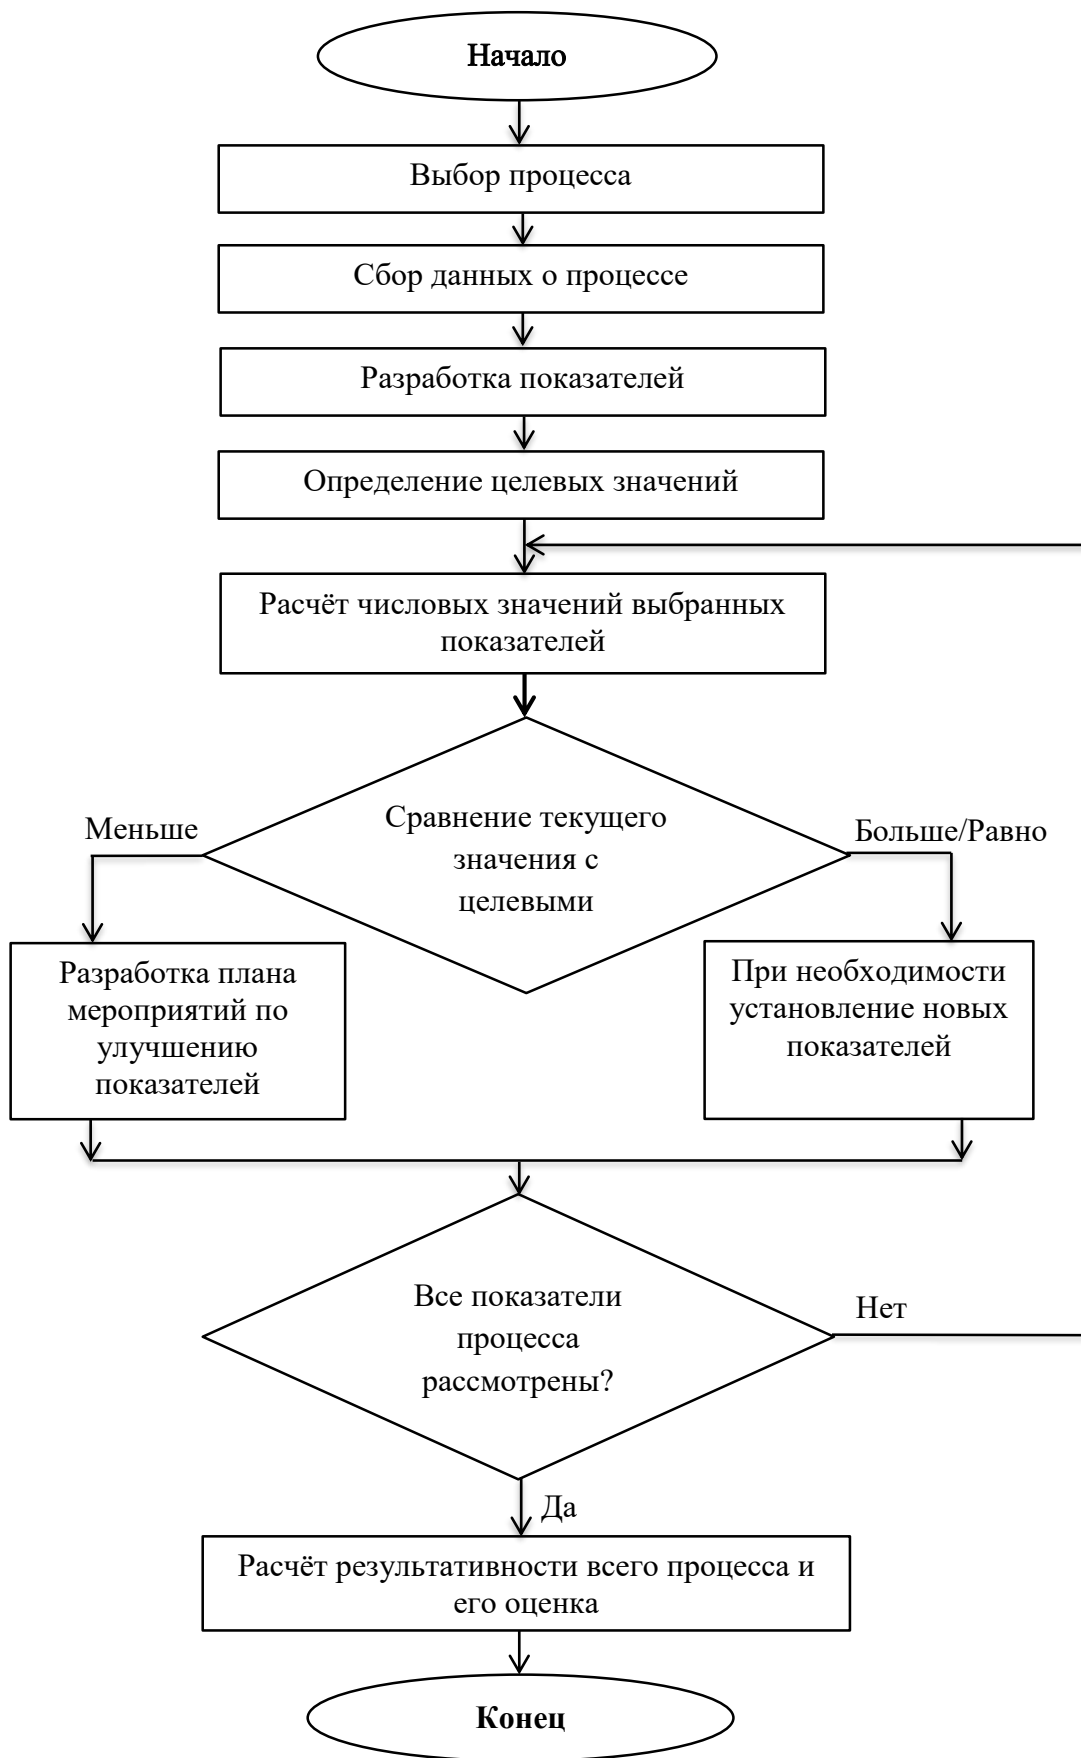 Начало
Выбор процесса
Сбор данных о процессе
Разработка показателей
Определение целевых значений
Расчёт числовых значений выбранных
показателей
Меньше
Сравнение текущего
значения с
целевыми
Больше/Равно
Разработка плана
мероприятий по
улучшению
показателей
При необходимости
установление новых
показателей
Все показатели
процесса
рассмотрены?
Нет
Да
Расчёт результативности всего процесса и
его оценка
Конец